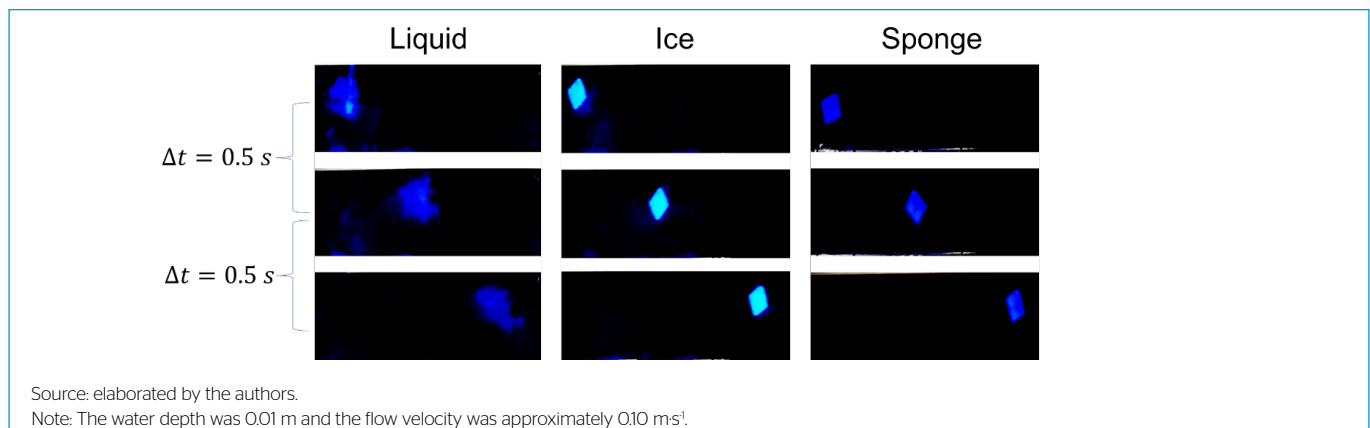 Liquid
Ice
Sponge
Δt = 0.5 s
Δt = 0.5 s
Source: elaborated by the authors.
Note: The water depth was 0.01 m and the flow velocity was approximately 0.10 m·s⁻¹.